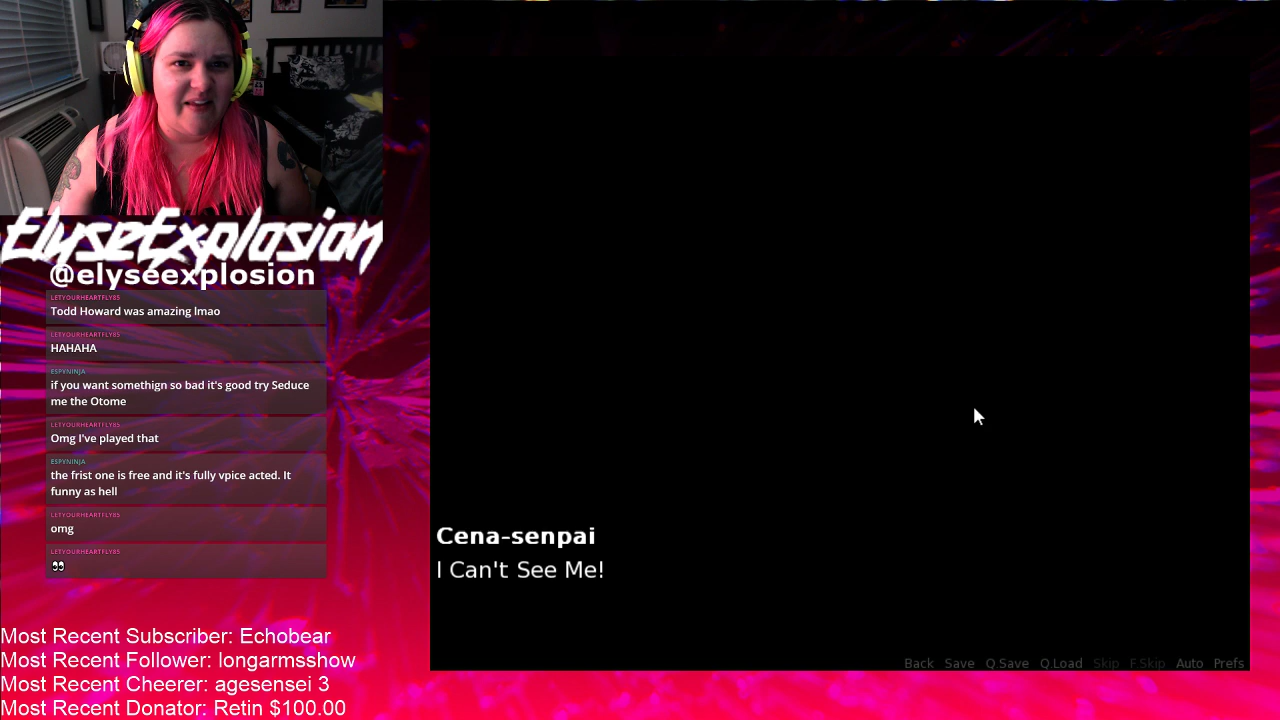 ElyseExplosion
@elyseexplosion
LETYOURHEARTFLY85
Todd Howard was amazing lmao
LETYOURHEARTFLY85
HAHAHA
ESPYNINJA
if you want somethign so bad it's good try Seduce
me the Otome
LETYOURHEARTFLY85
Omg I've played that
ESPYNINJA
the frist one is free and it's fully vpice acted. It
funny as hell
LETYOURHEARTFLY85
omg
LETYOURHEARTFLY85
👀
Most Recent Subscriber: Echobear
Most Recent Follower: longarmsshow
Most Recent Cheerer: agesensei 3
Most Recent Donator: Retin $100.00
Cena-senpai
I Can't See Me!
Back Save Q.Save Q.Load Skip F.Skip Auto Prefs